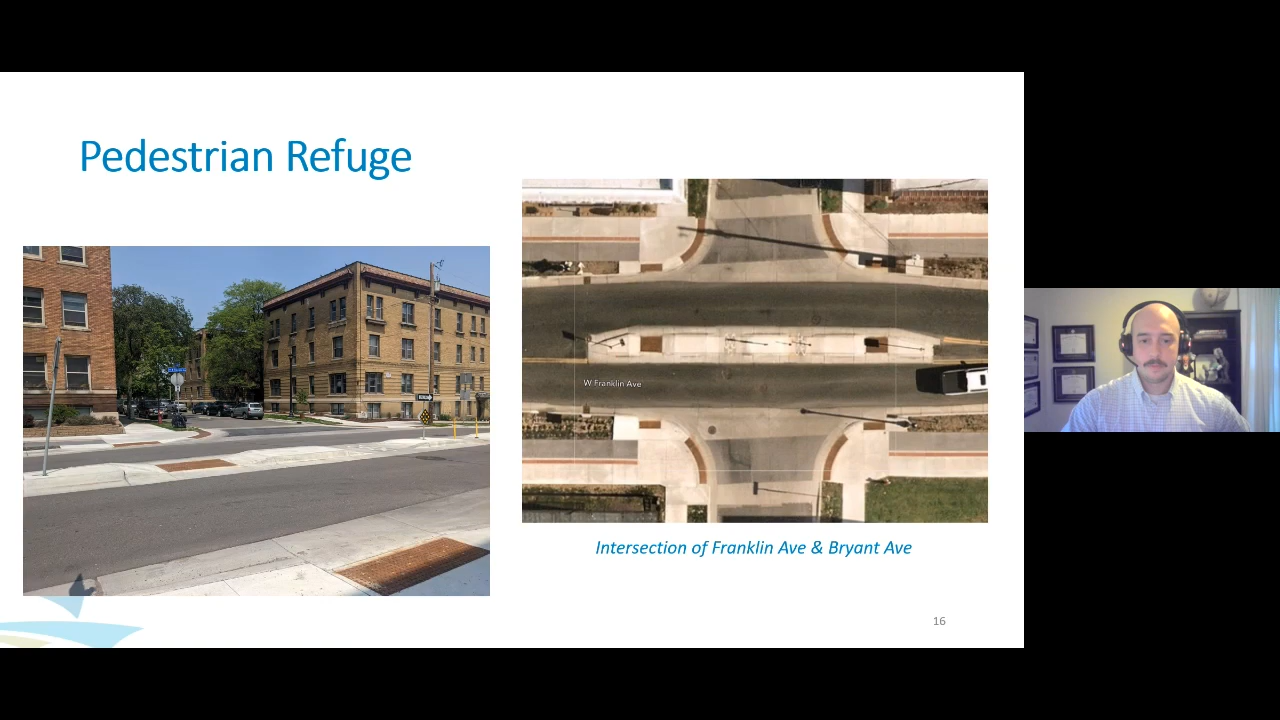 Pedestrian Refuge
W Franklin Ave
Intersection of Franklin Ave & Bryant Ave
16